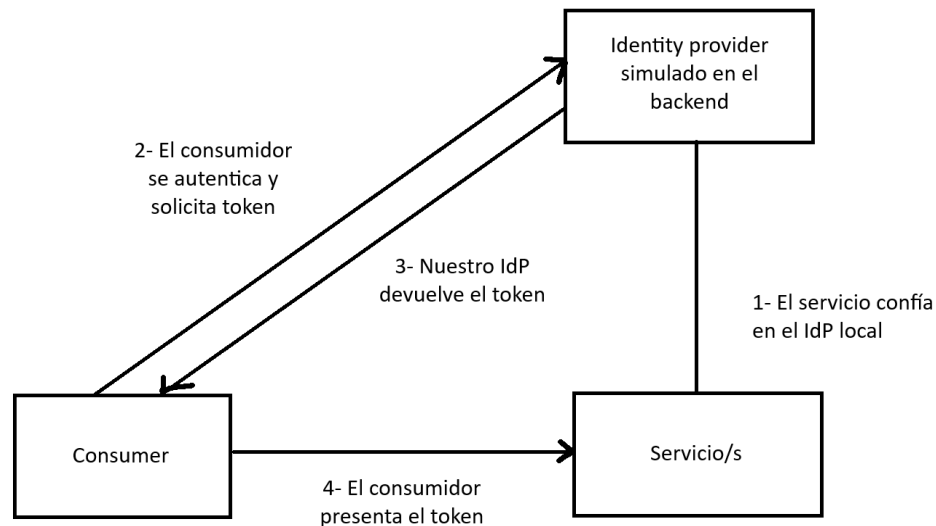 Identity provider
simulado en el
backend
2- El consumidor
se autentica y
solicita token
3- Nuestro IdP
devuelve el token
1- El servicio confía
en el IdP local
Consumer
Servicio/s
4- El consumidor
presenta el token